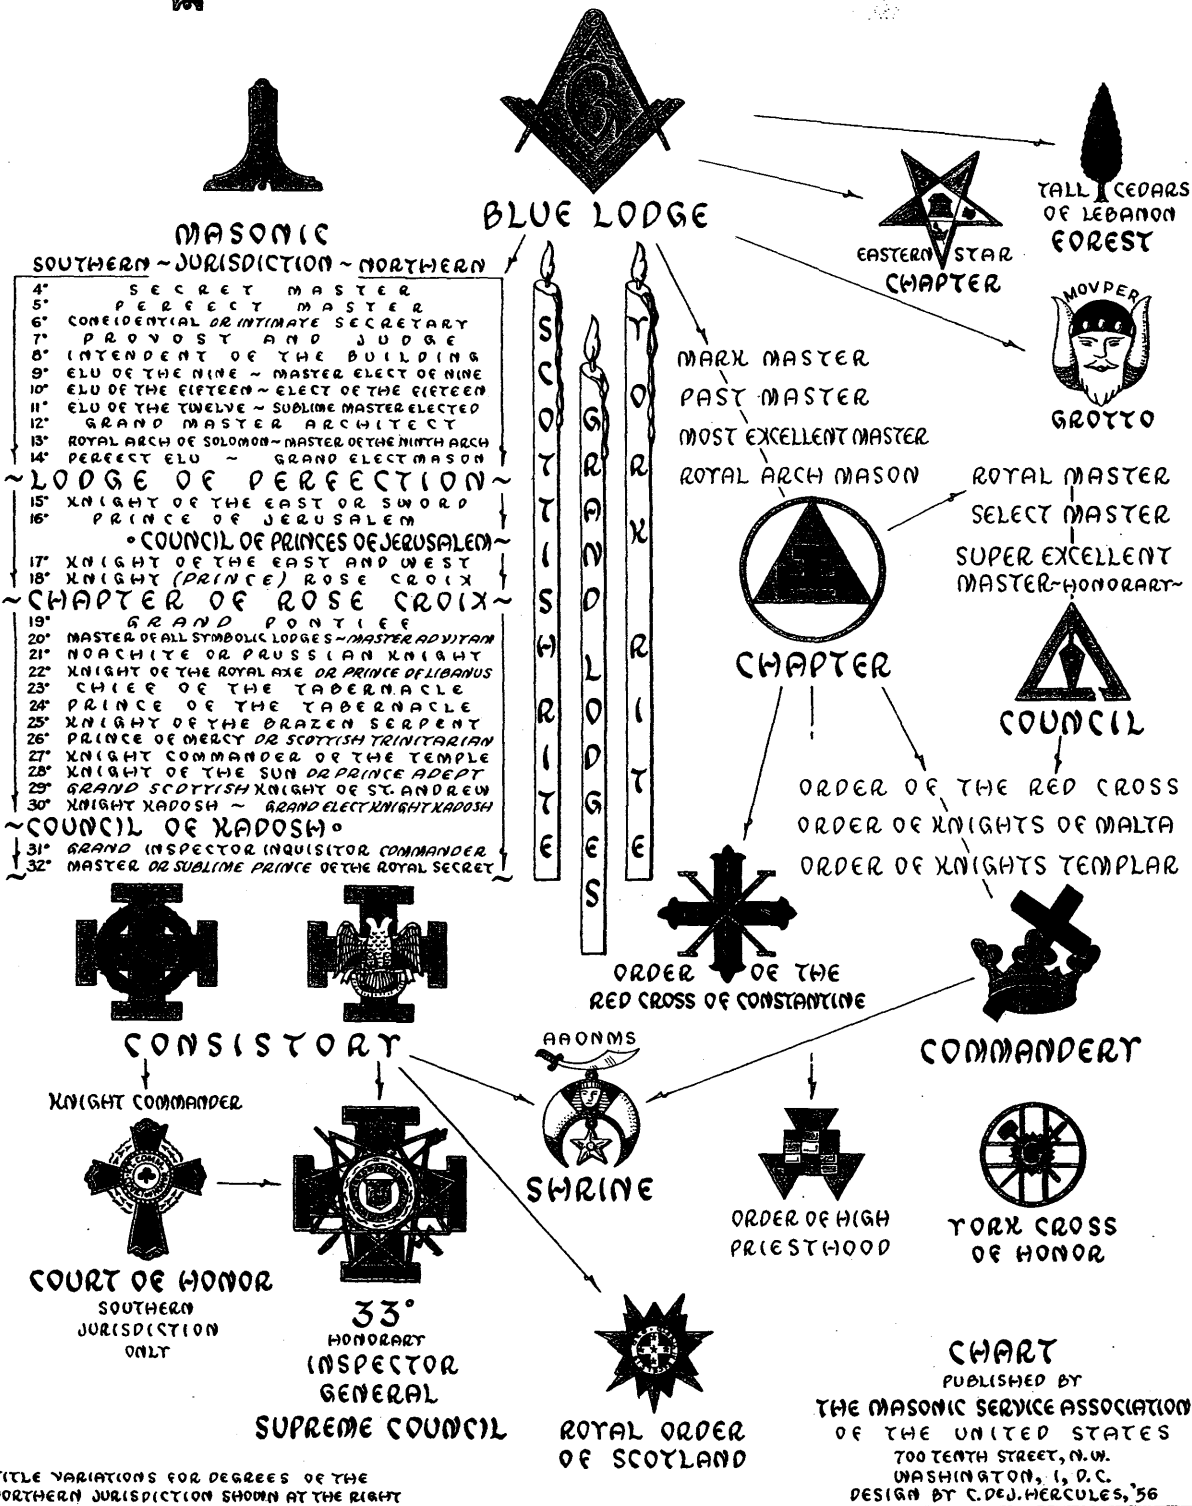 BLUE LODGE
MASONIC
SOUTHERN ~ JURISDICTION ~ NORTHERN
4° SECRET MASTER
5° PERFECT MASTER
6° CONFIDENTIAL OR INTIMATE SECRETARY
7° PROVOST AND JUDGE
8° INTENDENT OF THE BUILDING
9° ELU OF THE NINE ~ MASTER ELECT OF NINE
10° ELU OF THE FIFTEEN ~ ELECT OF THE FIFTEEN
11° ELU OF THE TWELVE ~ SUBLIME MASTER ELECTED
12° GRAND MASTER ARCHITECT
13° ROYAL ARCH OF SOLOMON ~ MASTER OF THE NINTH ARCH
14° PERFECT ELU ~ GRAND ELECT MASON
~LODGE OF PERFECTION~
15° KNIGHT OF THE EAST OR SWORD
16° PRINCE OF JERUSALEM
• COUNCIL OF PRINCES OF JERUSALEM~
17° KNIGHT OF THE EAST AND WEST
18° KNIGHT (PRINCE) ROSE CROIX
~CHAPTER OF ROSE CROIX~
19° GRAND PONTIFF
20° MASTER OF ALL SYMBOLIC LODGES ~ MASTER AD VITAM
21° NOACHITE OR PRUSSIAN KNIGHT
22° KNIGHT OF THE ROYAL AXE OR PRINCE OF LIBANUS
23° CHIEF OF THE TABERNACLE
24° PRINCE OF THE TABERNACLE
25° KNIGHT OF THE BRAZEN SERPENT
26° PRINCE OF MERCY OR SCOTTISH TRINITARIAN
27° KNIGHT COMMANDER OF THE TEMPLE
28° KNIGHT OF THE SUN OR PRINCE ADEPT
29° GRAND SCOTTISH KNIGHT OF ST. ANDREW
30° KNIGHT KADOSH ~ GRAND ELECT KNIGHT KADOSH
~COUNCIL OF KADOSH•
31° GRAND INSPECTOR INQUISITOR COMMANDER
32° MASTER OR SUBLIME PRINCE OF THE ROYAL SECRET
CONSISTORY
KNIGHT COMMANDER
COURT OF HONOR
SOUTHERN
JURISDICTION
ONLY
33°
HONORARY
INSPECTOR
GENERAL
SUPREME COUNCIL
SCOTTISH RITE
GRAND LODGES
YORK RITE
G
TALL CEDARS
OF LEBANON
FOREST
EASTERN STAR
CHAPTER
MOVPER
GROTTO
MARK MASTER
PAST MASTER
MOST EXCELLENT MASTER
ROYAL ARCH MASON
CHAPTER
ROYAL MASTER
SELECT MASTER
SUPER EXCELLENT
MASTER~HONORARY~
COUNCIL
ORDER OF THE RED CROSS
ORDER OF KNIGHTS OF MALTA
ORDER OF KNIGHTS TEMPLAR
COMMANDERY
ORDER OF THE
RED CROSS OF CONSTANTINE
AAONMS
SHRINE
ORDER OF HIGH
PRIESTHOOD
YORK CROSS
OF HONOR
ROYAL ORDER
OF SCOTLAND
CHART
PUBLISHED BY
THE MASONIC SERVICE ASSOCIATION
OF THE UNITED STATES
700 TENTH STREET, N.W.
WASHINGTON, 1, D.C.
DESIGN BY C. DEJ. HERCULES, '56
TITLE VARIATIONS FOR DEGREES OF THE
NORTHERN JURISDICTION SHOWN AT THE RIGHT